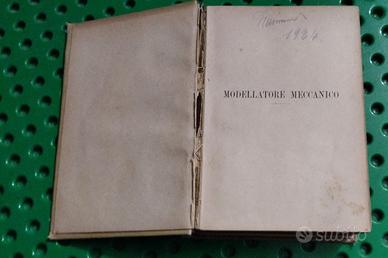 1924.
MODELLATORE MECCANICO
subito